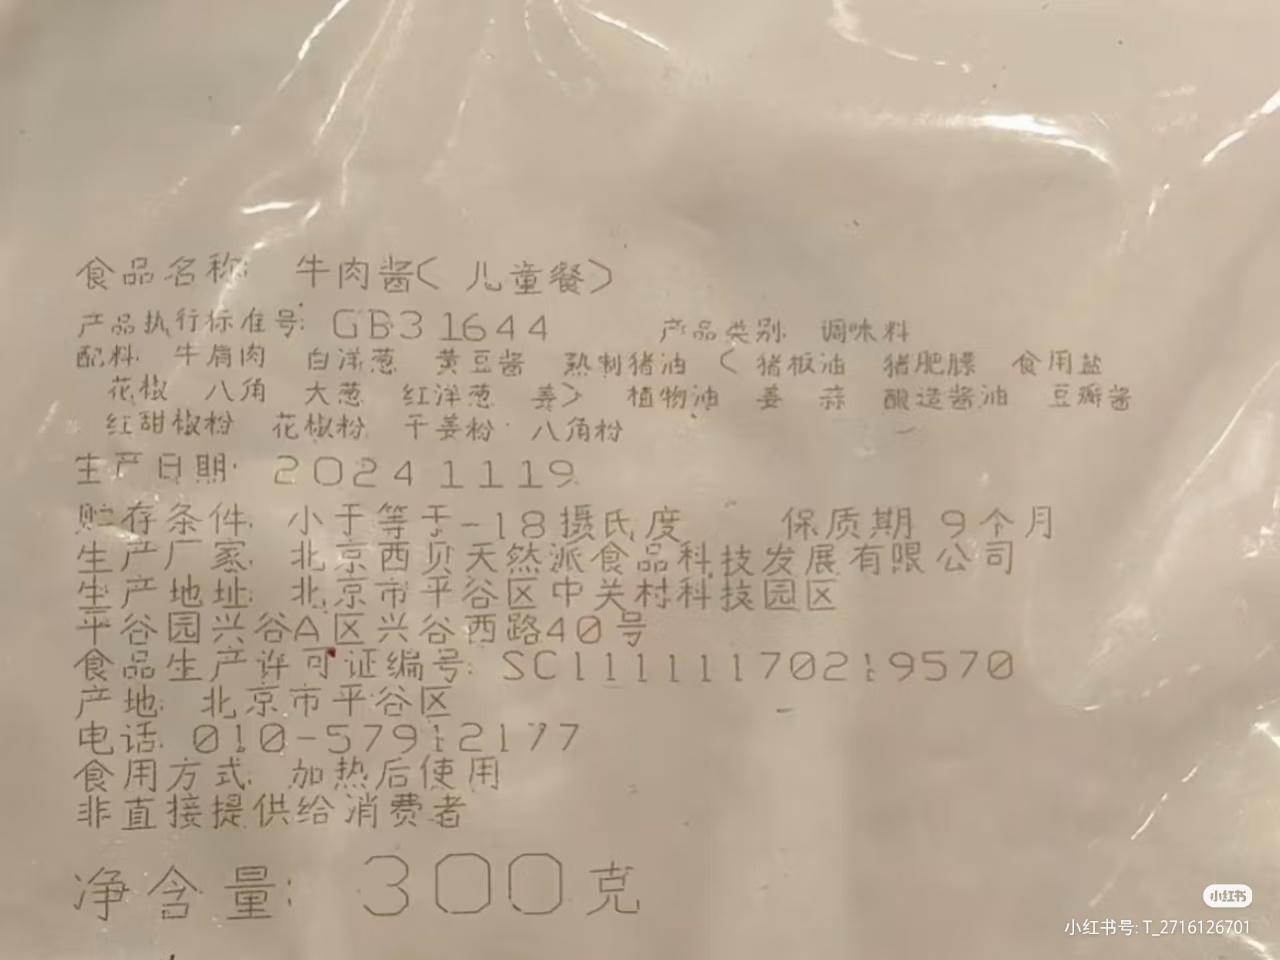 食品名称: 牛肉酱( 儿童餐)
产品执行标准号: GB31644 产品类别: 调味料
配料: 牛肩肉 白洋葱 黄豆酱 熟制猪油 ( 猪板油 猪肥膘 食用盐
花椒 八角 大葱 红洋葱 姜) 植物油 姜 蒜 酿造酱油 豆瓣酱
红甜椒粉 花椒粉 干姜粉 八角粉
生产日期: 20241119
贮存条件: 小于等于-18摄氏度 保质期 9个月
生产厂家: 北京西贝天然派食品科技发展有限公司
生产地址: 北京市平谷区中关村科技园区
平谷园兴谷A区兴谷西路40号
食品生产许可证编号: SC11111170219570
产地: 北京市平谷区
电话: 010-57912177
食用方式: 加热后使用
非直接提供给消费者
净含量: 300克
小红书
小红书号: T_2716126701